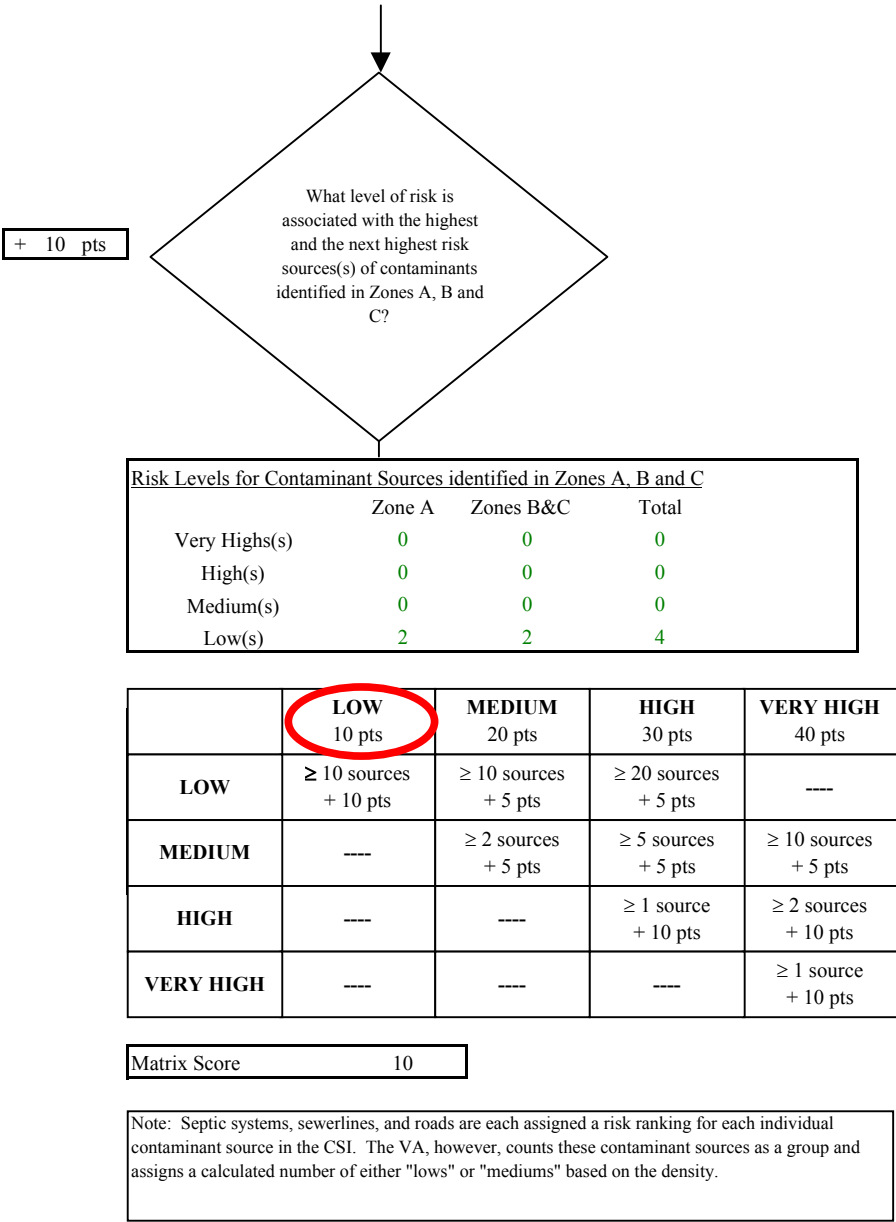 What level of risk is
associated with the highest
and the next highest risk
sources(s) of contaminants
identified in Zones A, B and
C?
+ 10 pts
Risk Levels for Contaminant Sources identified in Zones A, B and C
Zone A Zones B&C Total
Very Highs(s) 0 0 0
High(s) 0 0 0
Medium(s) 0 0 0
Low(s) 2 2 4
LOW MEDIUM HIGH VERY HIGH
10 pts 20 pts 30 pts 40 pts
LOW ≥ 10 sources ≥ 10 sources ≥ 20 sources ----
+ 10 pts + 5 pts + 5 pts
MEDIUM ---- ≥ 2 sources ≥ 5 sources ≥ 10 sources
+ 5 pts + 5 pts + 5 pts
HIGH ---- ---- ≥ 1 source ≥ 2 sources
+ 10 pts + 10 pts
VERY HIGH ---- ---- ---- ≥ 1 source
+ 10 pts
Matrix Score 10
Note: Septic systems, sewerlines, and roads are each assigned a risk ranking for each individual
contaminant source in the CSI. The VA, however, counts these contaminant sources as a group and
assigns a calculated number of either "lows" or "mediums" based on the density.